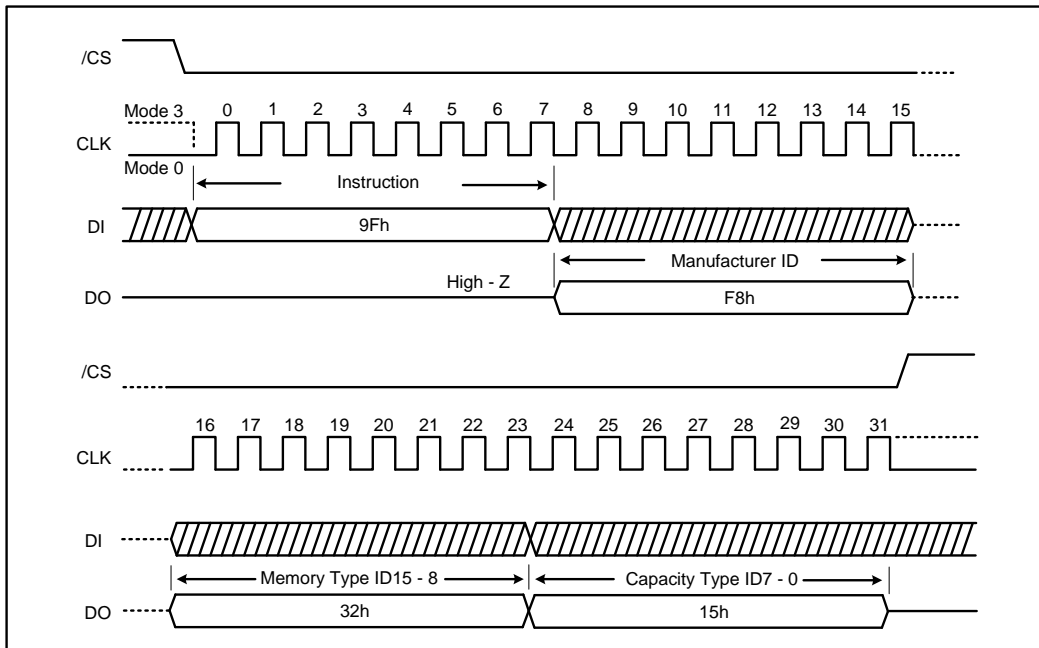 /CS
Mode 3
0 1 2 3 4 5 6 7 8 9 10 11 12 13 14 15
CLK
Mode 0
Instruction
DI
9Fh
Manufacturer ID
High - Z
DO
F8h
/CS
16 17 18 19 20 21 22 23 24 25 26 27 28 29 30 31
CLK
DI
Memory Type ID15 - 8
Capacity Type ID7 - 0
DO
32h
15h